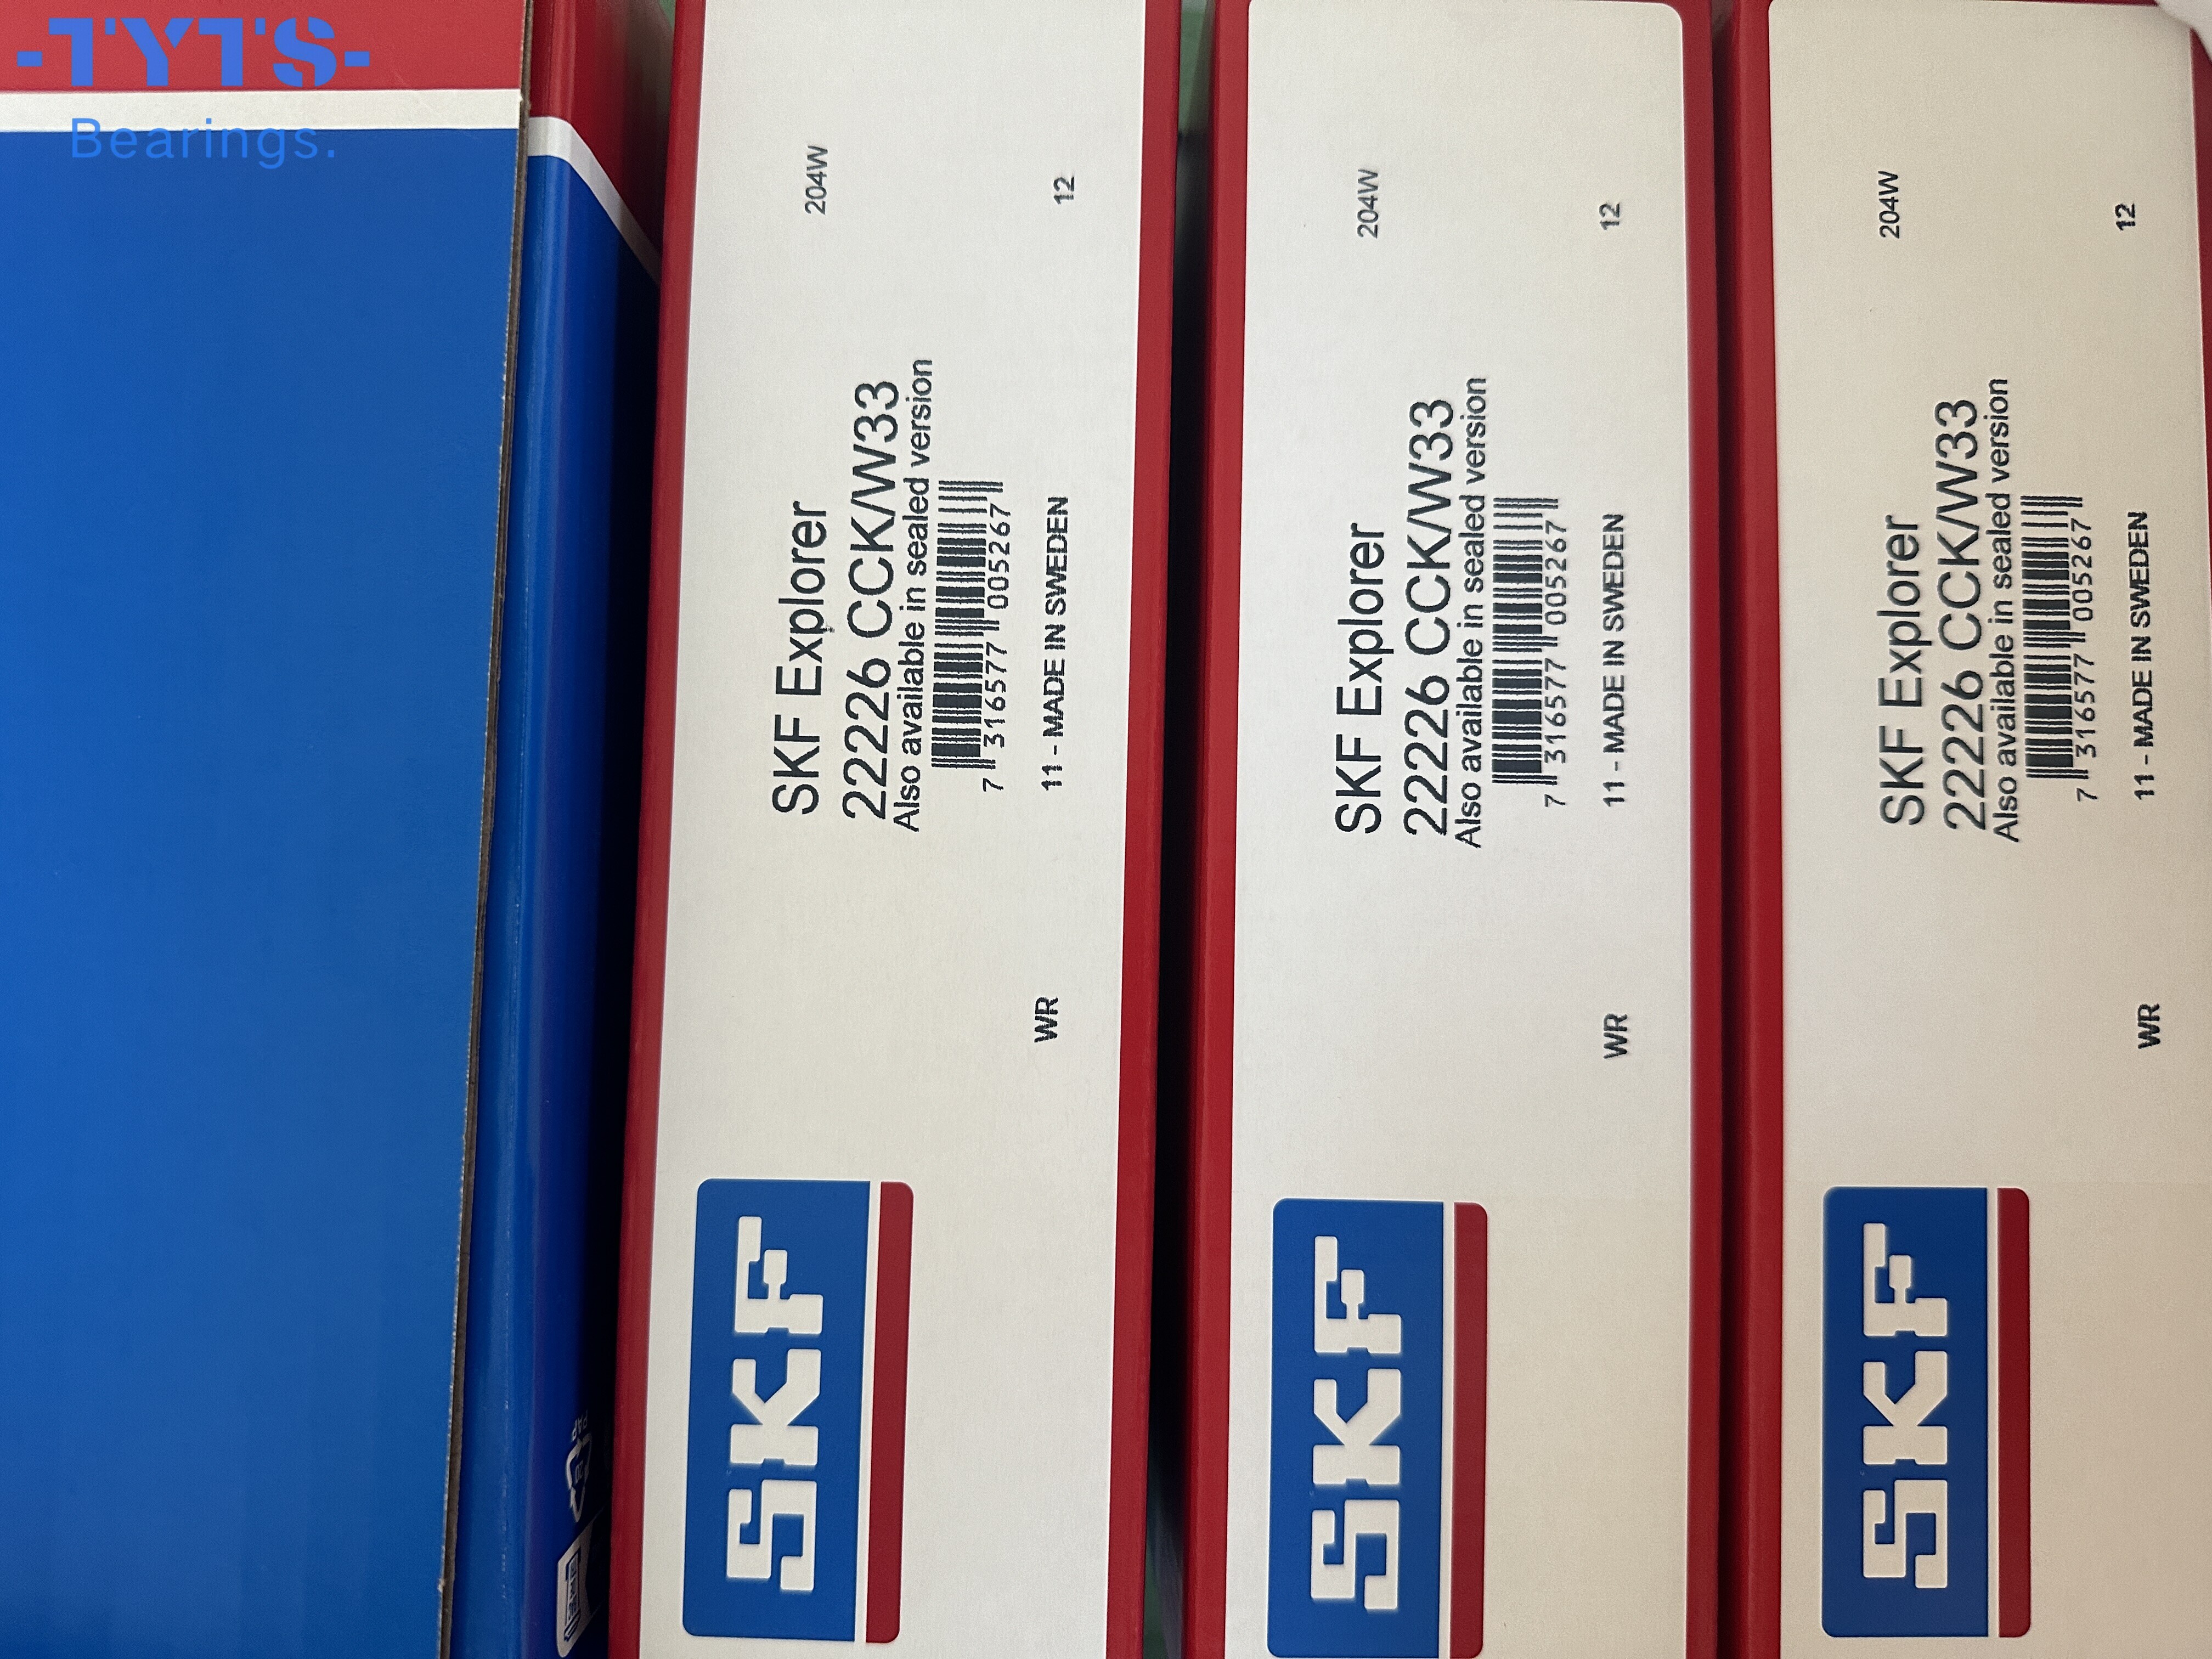 -TYTS-
Bearings.
204W
SKF Explorer
22226 CCK/W33
Also available in sealed version
7 316577 005267
12
11 - MADE IN SWEDEN
WR
SKF
204W
SKF Explorer
22226 CCK/W33
Also available in sealed version
7 316577 005267
12
11 - MADE IN SWEDEN
WR
SKF
204W
SKF Explorer
22226 CCK/W33
Also available in sealed version
7 316577 005267
12
11 - MADE IN SWEDEN
WR
SKF
20
PAP